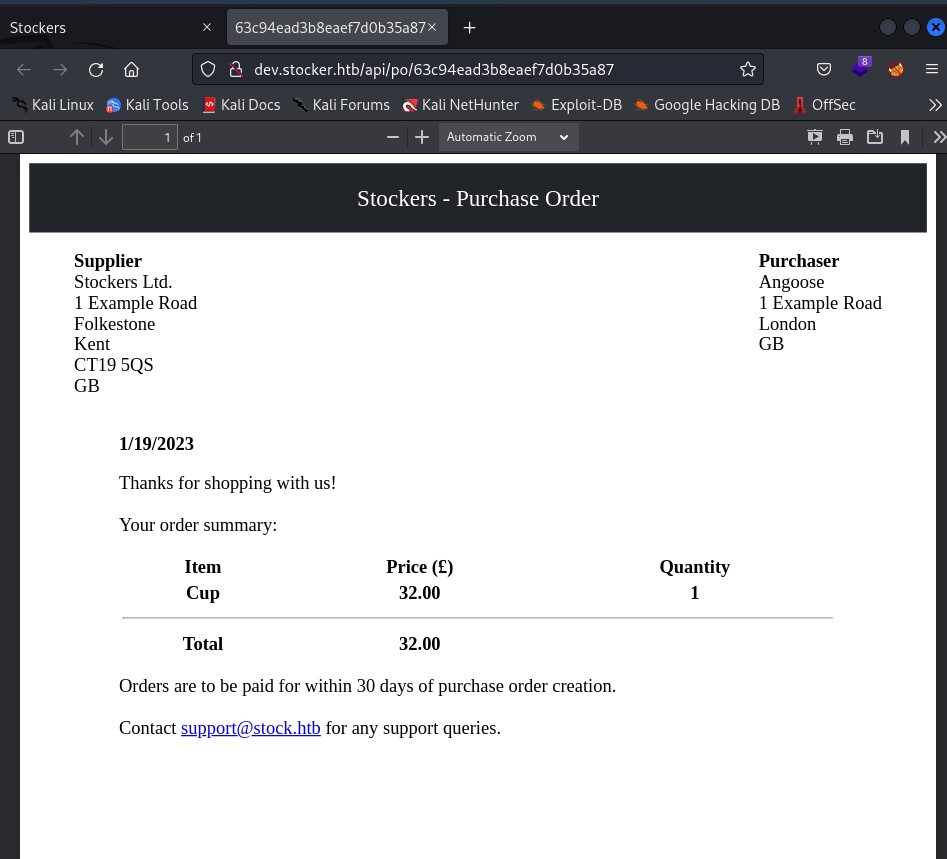 Stockers
63c94ead3b8eaef7d0b35a87
dev.stocker.htb/api/po/63c94ead3b8eaef7d0b35a87
8
Kali Linux Kali Tools Kali Docs Kali Forums Kali NetHunter Exploit-DB Google Hacking DB OffSec
1 of 1 Automatic Zoom
Stockers - Purchase Order
Supplier
Stockers Ltd.
1 Example Road
Folkestone
Kent
CT19 5QS
GB
Purchaser
Angoose
1 Example Road
London
GB
1/19/2023
Thanks for shopping with us!
Your order summary:
Item Price (£) Quantity
Cup 32.00 1
Total 32.00
Orders are to be paid for within 30 days of purchase order creation.
Contact support@stock.htb for any support queries.